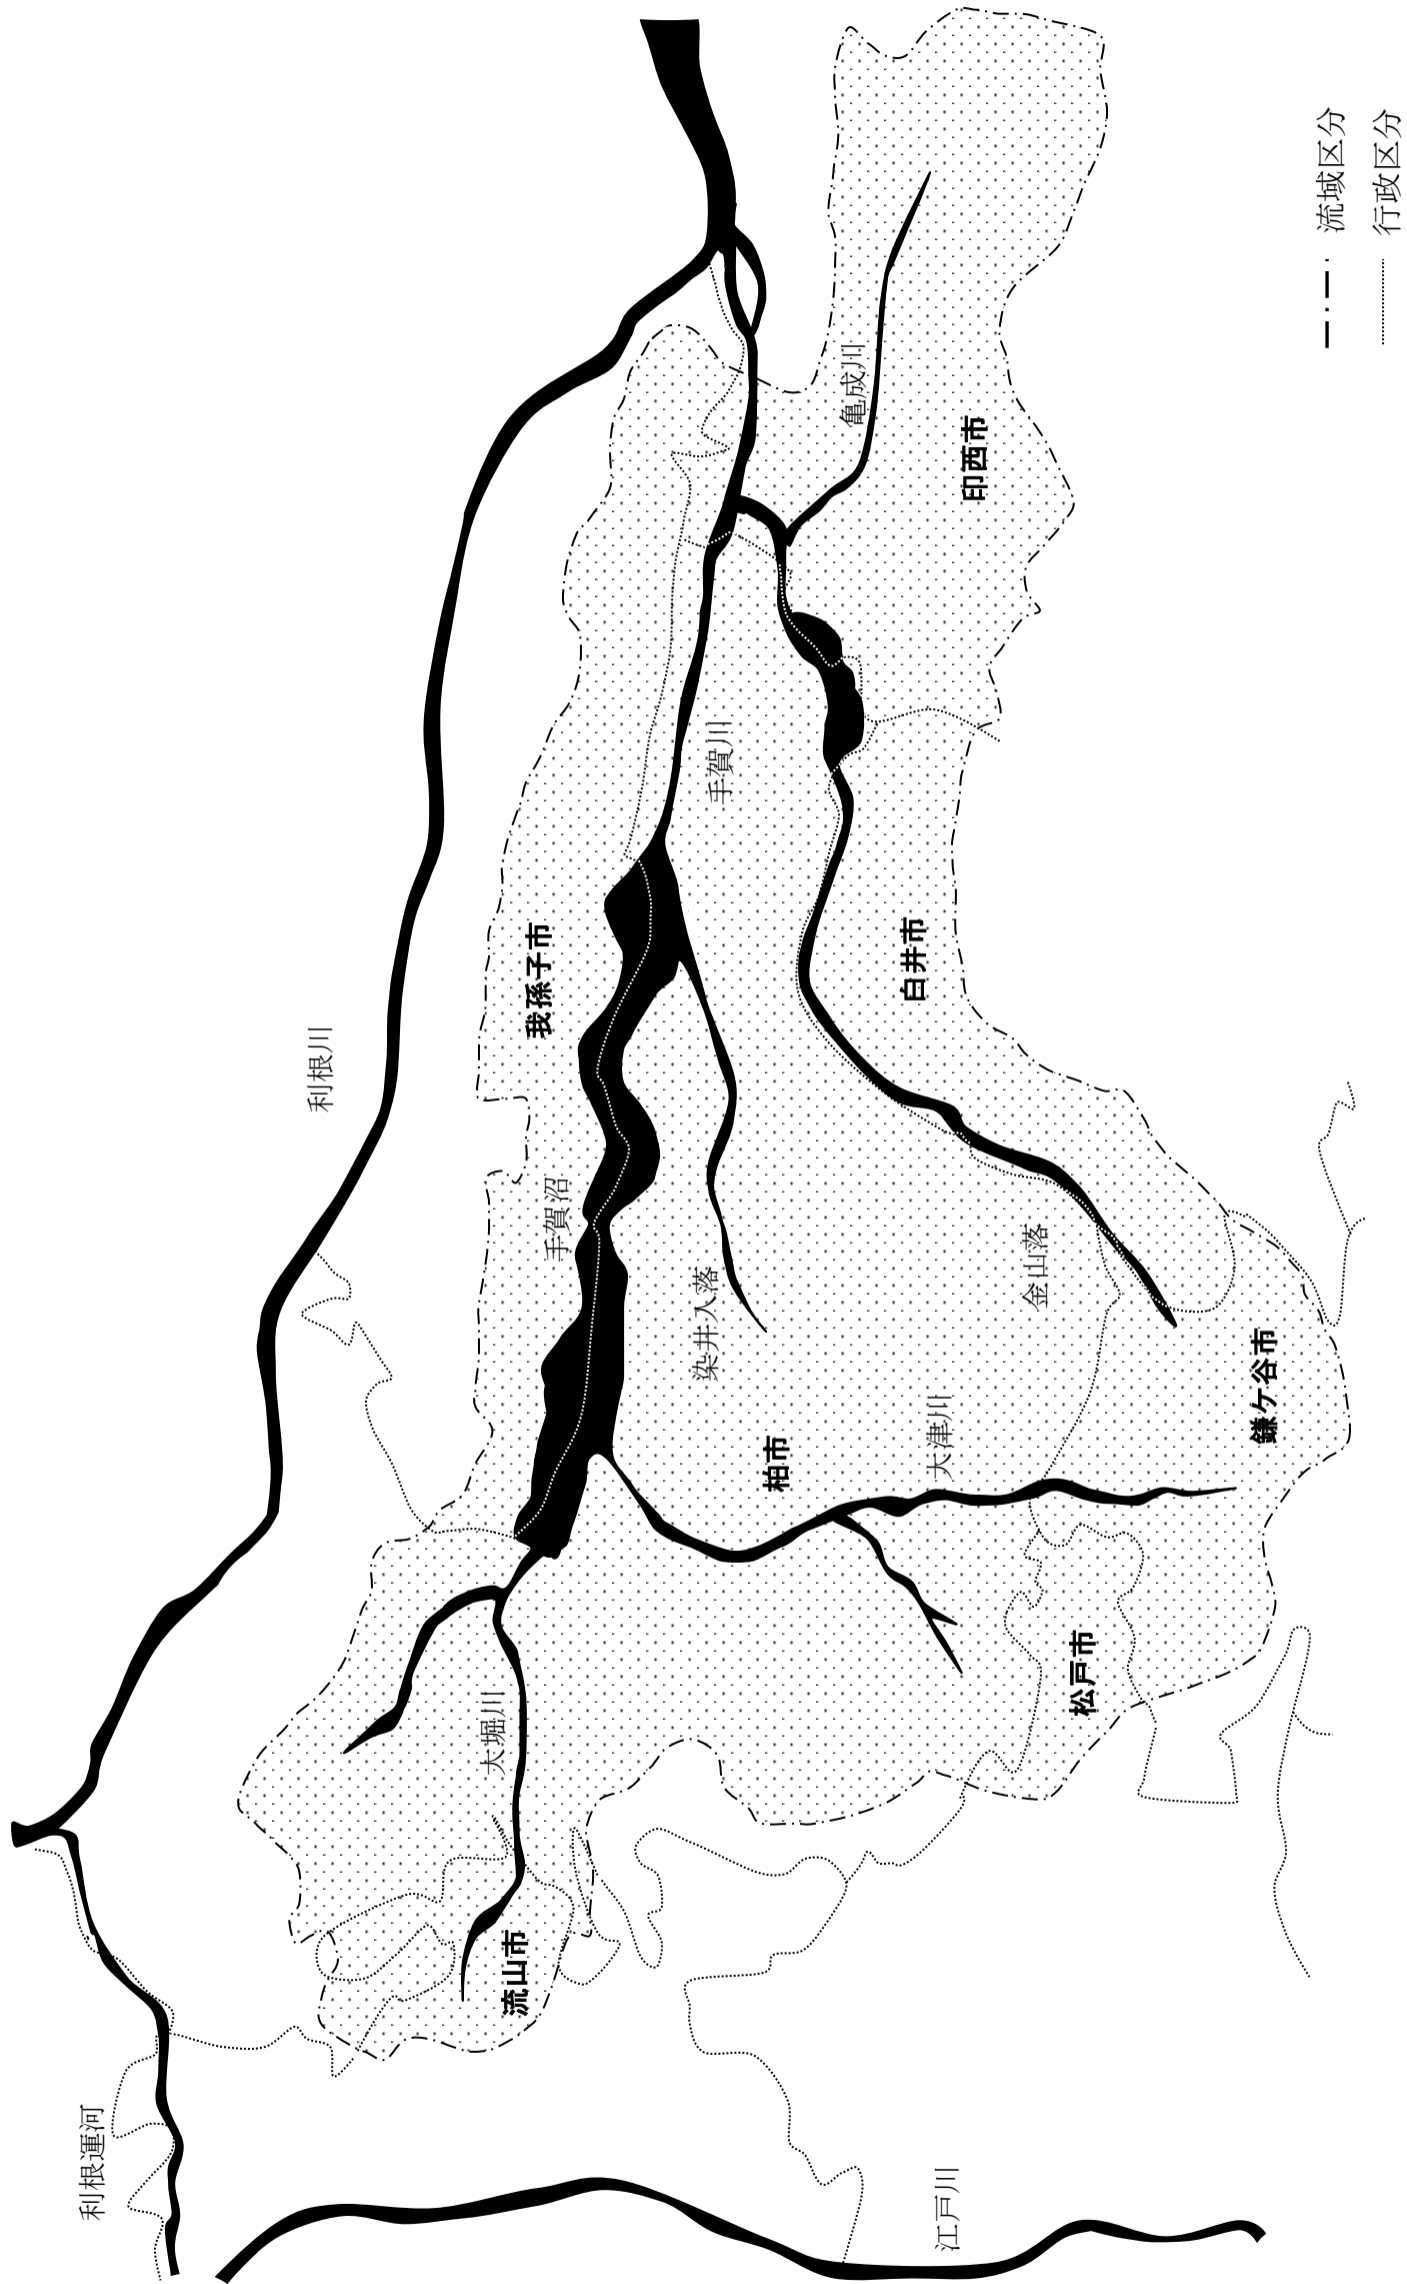 利根運河
利根川
江戸川
大堀川
流山市
手賀沼
我孫子市
染井入落
柏市
大津川
松戸市
手賀川
金山落
鎌ケ谷市
白井市
亀成川
印西市
流域区分
行政区分